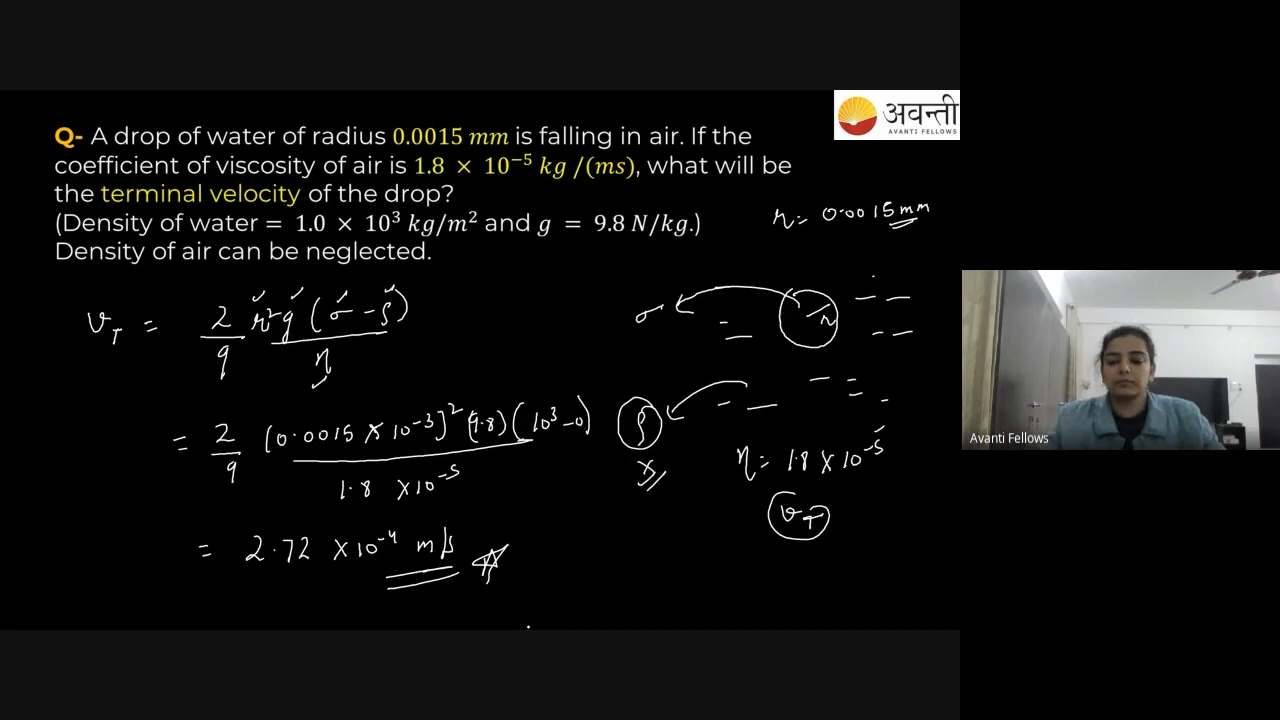 अवन्ती
AVANTI FELLOWS
Q- A drop of water of radius 0.0015 mm is falling in air. If the
coefficient of viscosity of air is 1.8 × 10⁻⁵ kg /(ms), what will be
the terminal velocity of the drop?
(Density of water = 1.0 × 10³ kg/m² and g = 9.8 N/kg.)
Density of air can be neglected.
r = 0.0015 mm
v_T = 2/9 r²g (σ - ρ)/η
σ
r
= 2/9 (0.0015 × 10⁻³)² (9.8) (10³ - 0)/1.8 × 10⁻⁵
ρ
η = 1.8 × 10⁻⁵
v_T
= 2.72 × 10⁻⁴ m/s
Avanti Fellows